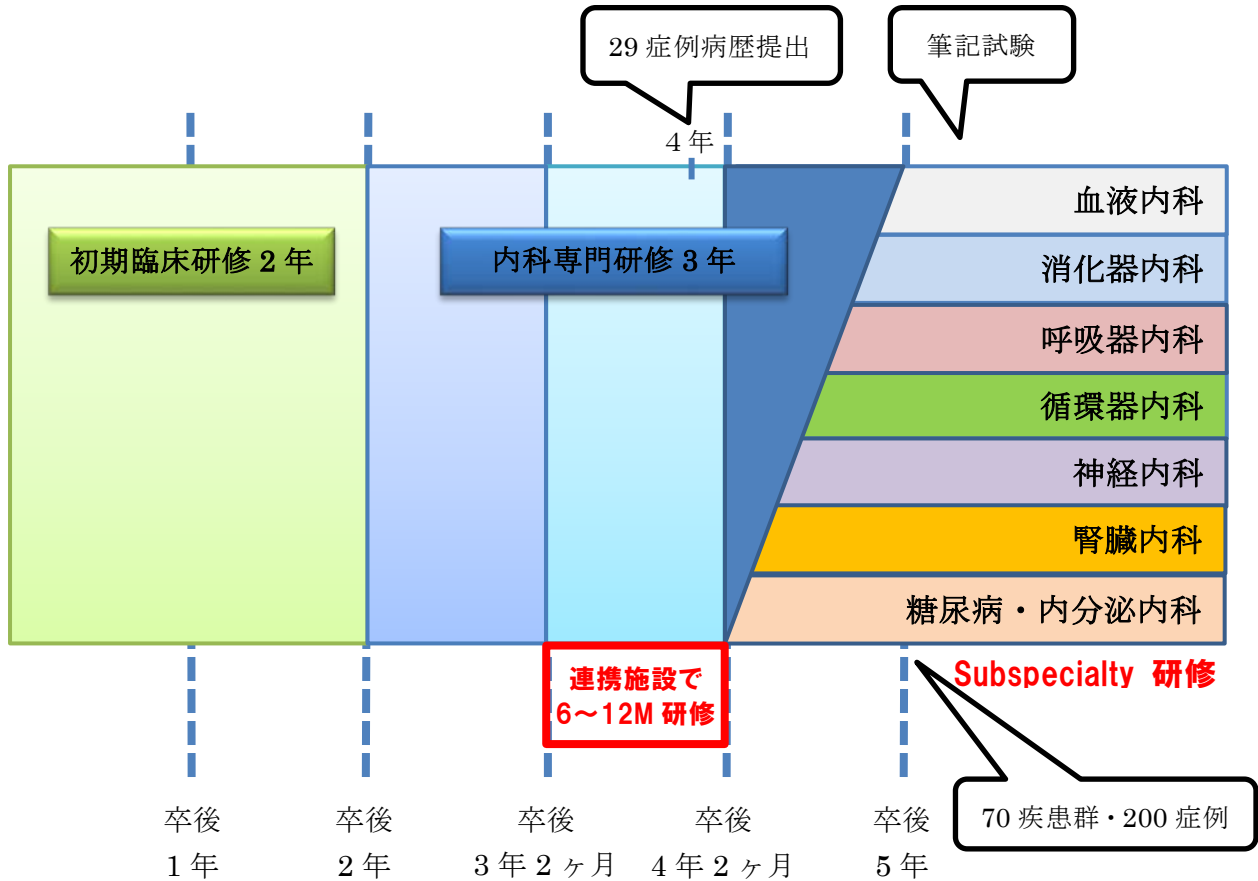 29 症例病歴提出
筆記試験
4 年
初期臨床研修 2 年
内科専門研修 3 年
血液内科
消化器内科
呼吸器内科
循環器内科
神経内科
腎臓内科
糖尿病・内分泌内科
連携施設で
6～12M 研修
Subspecialty 研修
70 疾患群・200 症例
卒後
1 年
卒後
2 年
卒後
3 年 2 ヶ月
卒後
4 年 2 ヶ月
卒後
5 年